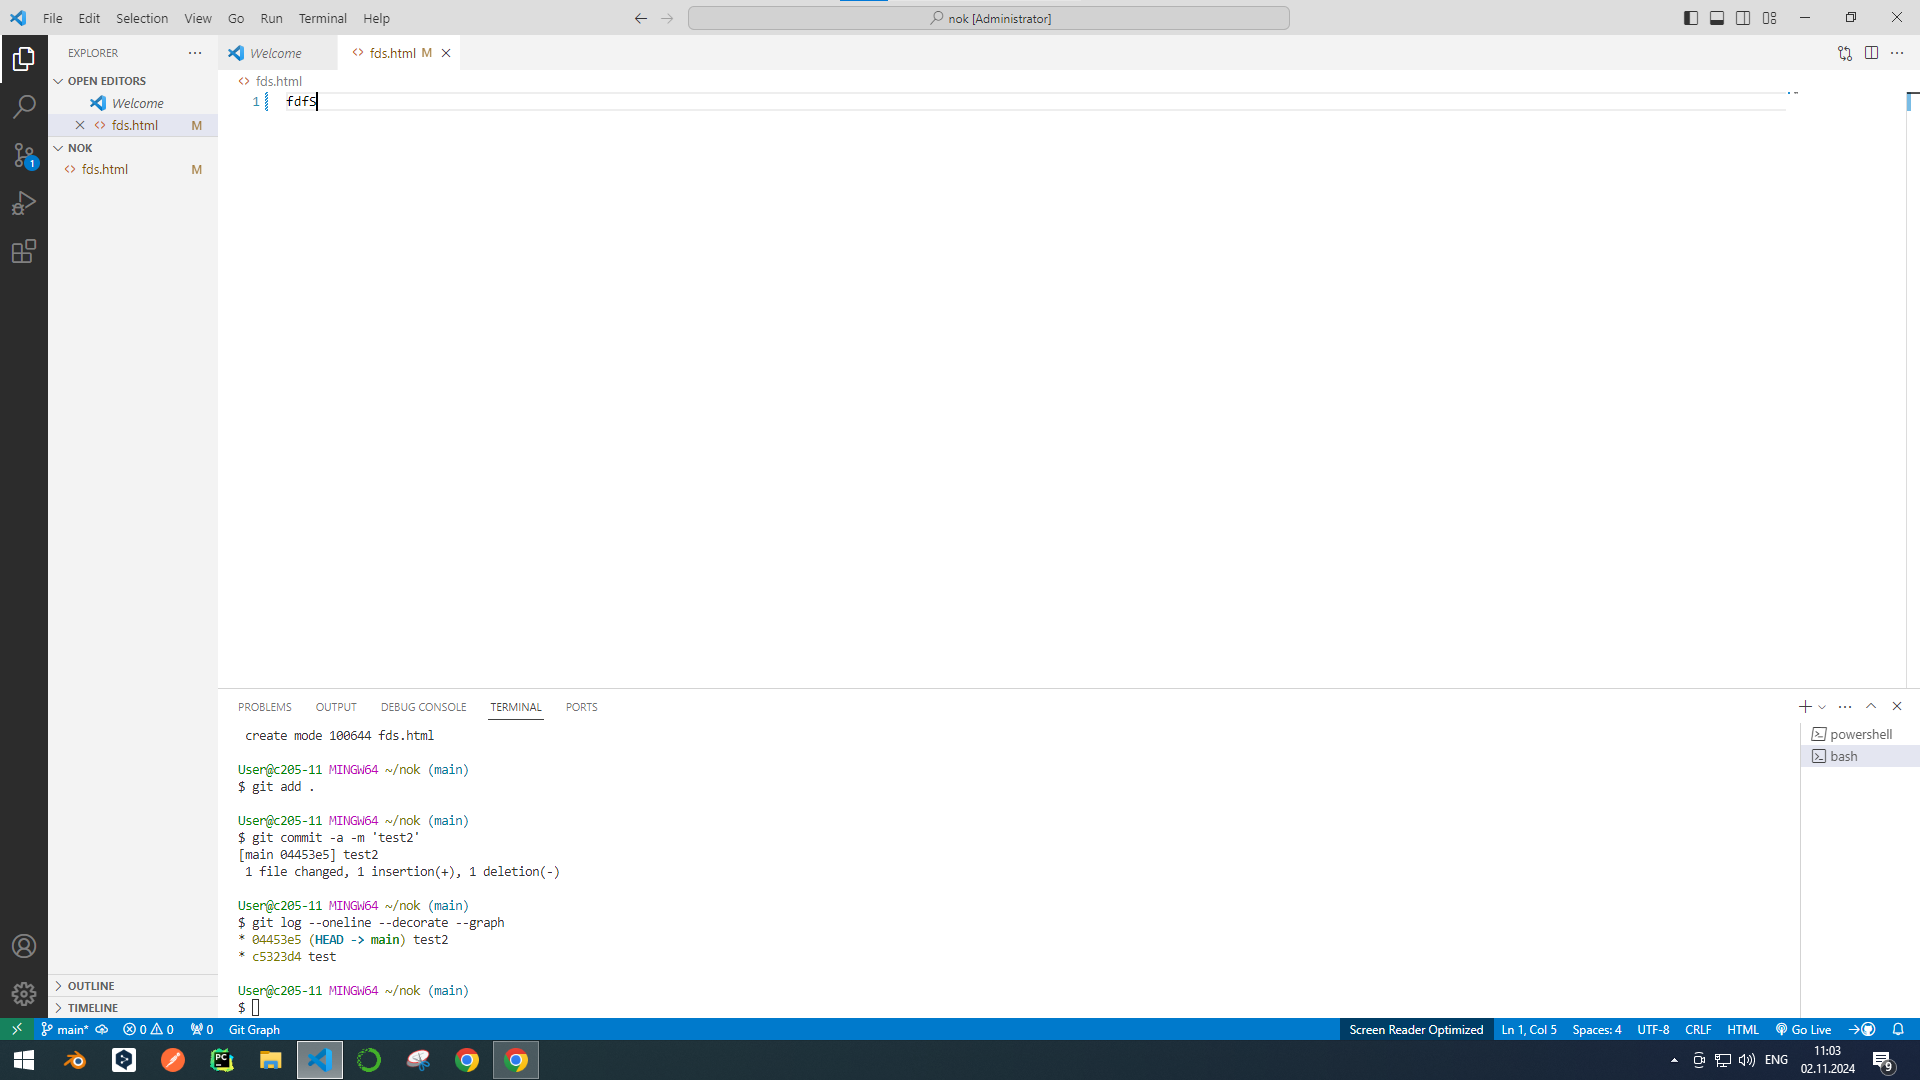 File Edit Selection View Go Run Terminal Help
nok [Administrator]
EXPLORER
Welcome
fds.html M
OPEN EDITORS
Welcome
fds.html M
NOK
fds.html M
OUTLINE
TIMELINE
fds.html
1 fdfS
PROBLEMS OUTPUT DEBUG CONSOLE TERMINAL PORTS
create mode 100644 fds.html
User@c205-11 MINGW64 ~/nok (main)
$ git add .
User@c205-11 MINGW64 ~/nok (main)
$ git commit -a -m 'test2'
[main 04453e5] test2
1 file changed, 1 insertion(+), 1 deletion(-)
User@c205-11 MINGW64 ~/nok (main)
$ git log --oneline --decorate --graph
* 04453e5 (HEAD -> main) test2
* c5323d4 test
User@c205-11 MINGW64 ~/nok (main)
$
powershell
bash
1
main* 0 0 0 Git Graph
Screen Reader Optimized Ln 1, Col 5 Spaces: 4 UTF-8 CRLF HTML Go Live
PC
ENG
11:03
02.11.2024
9